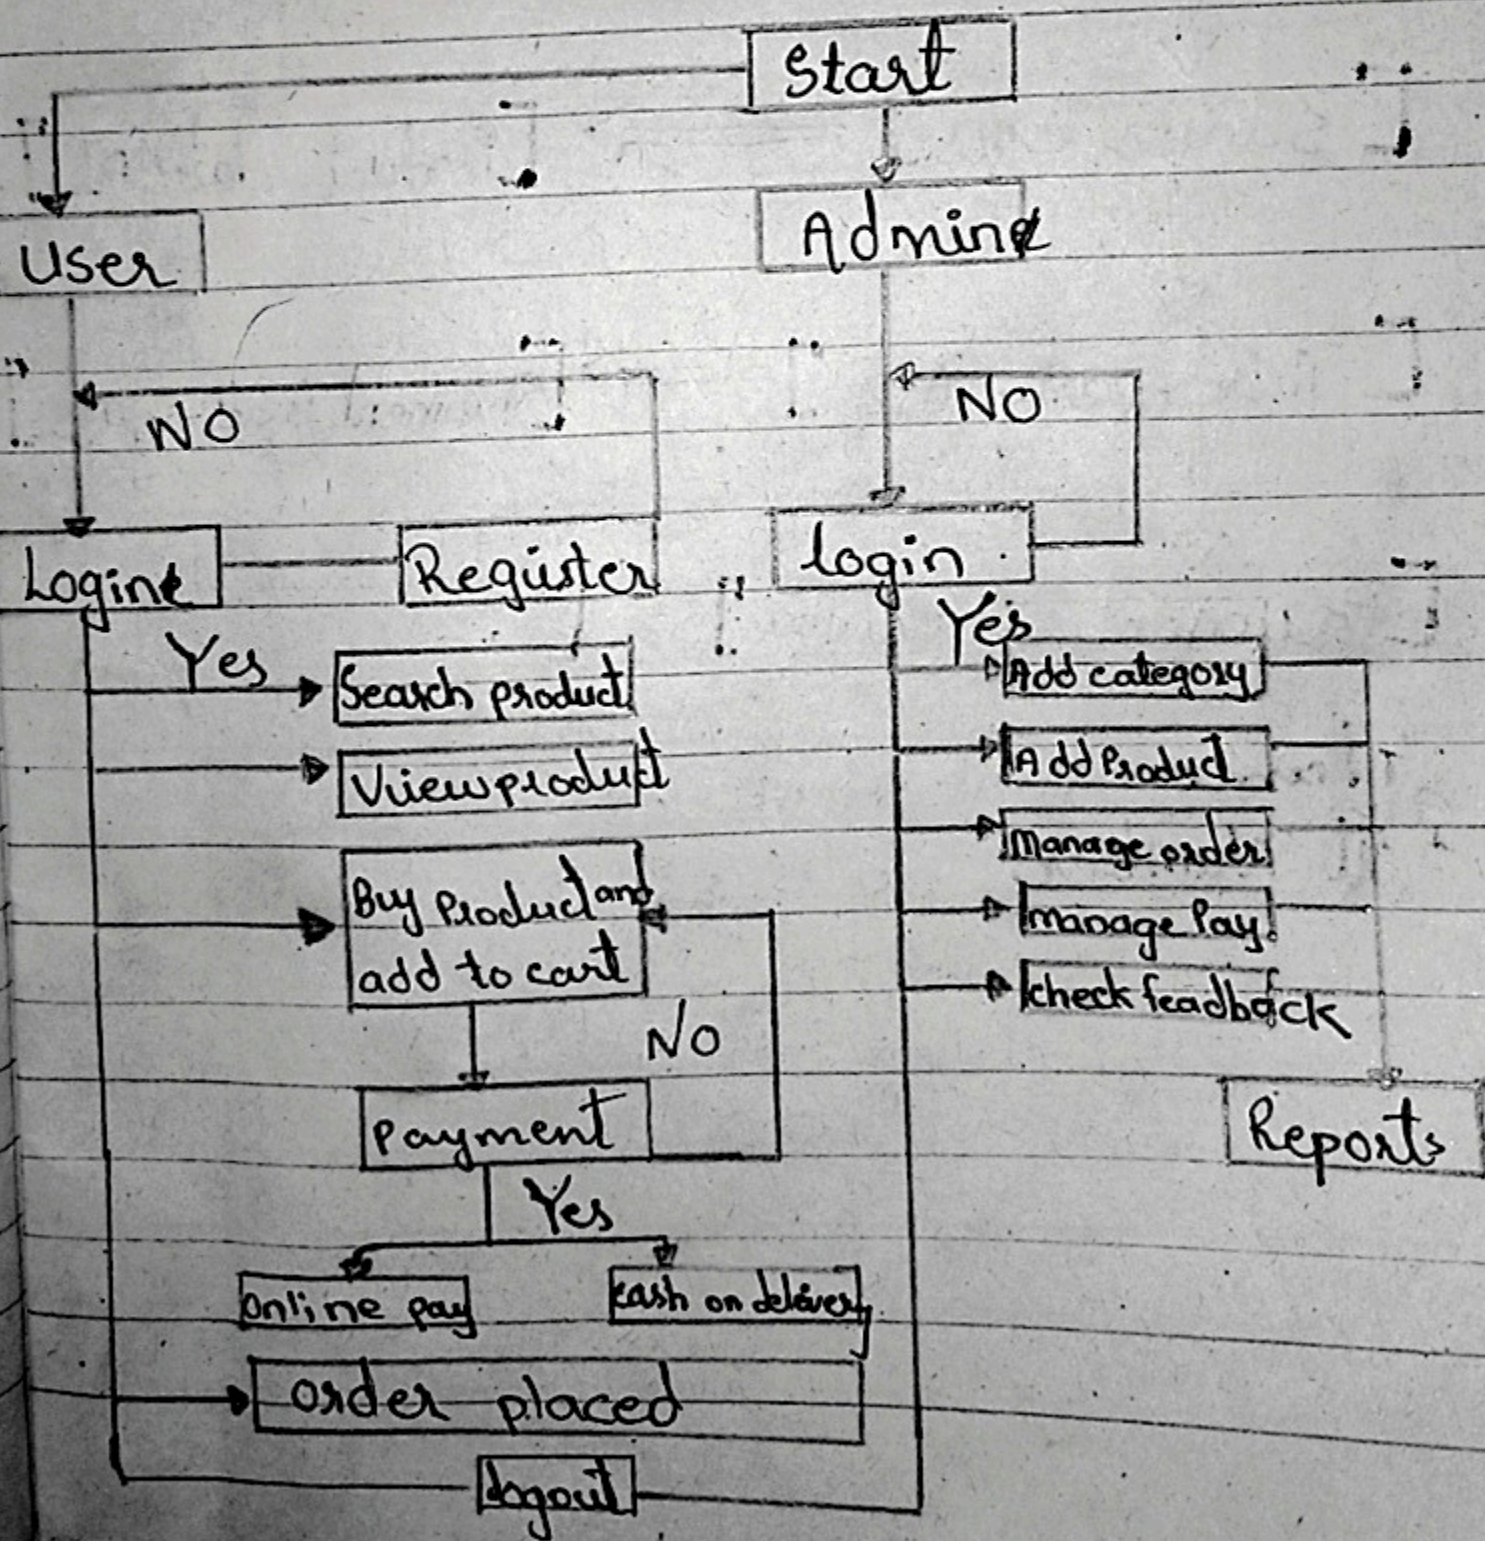 Start
User
Admin
NO
NO
Login
Register
login
Yes
Yes
Search product
Add category
View product
Add Product
Buy Product and
add to cart
manage order
manage Pay.
check feadback
NO
Payment
Reports
Yes
online pay
cash on delivery
order placed
logout